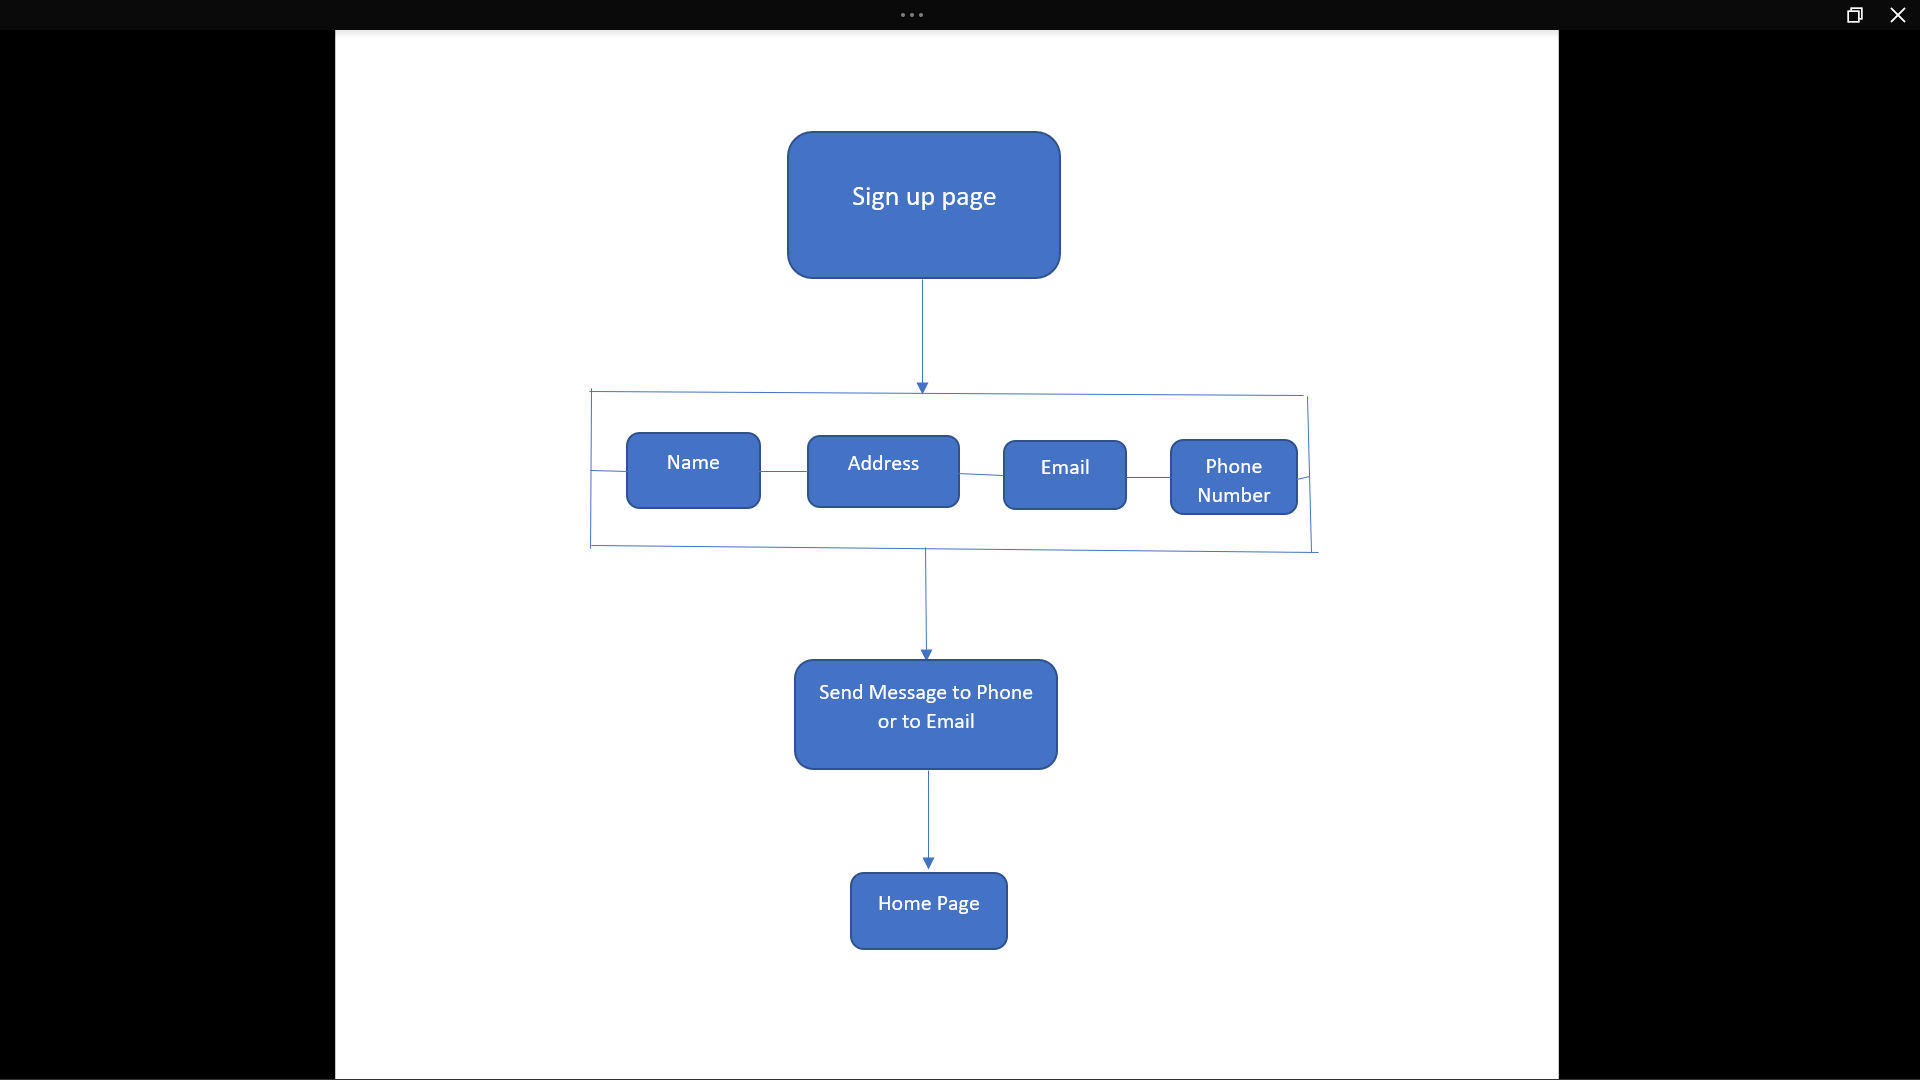 Sign up page
Name
Address
Email
Phone
Number
Send Message to Phone
or to Email
Home Page